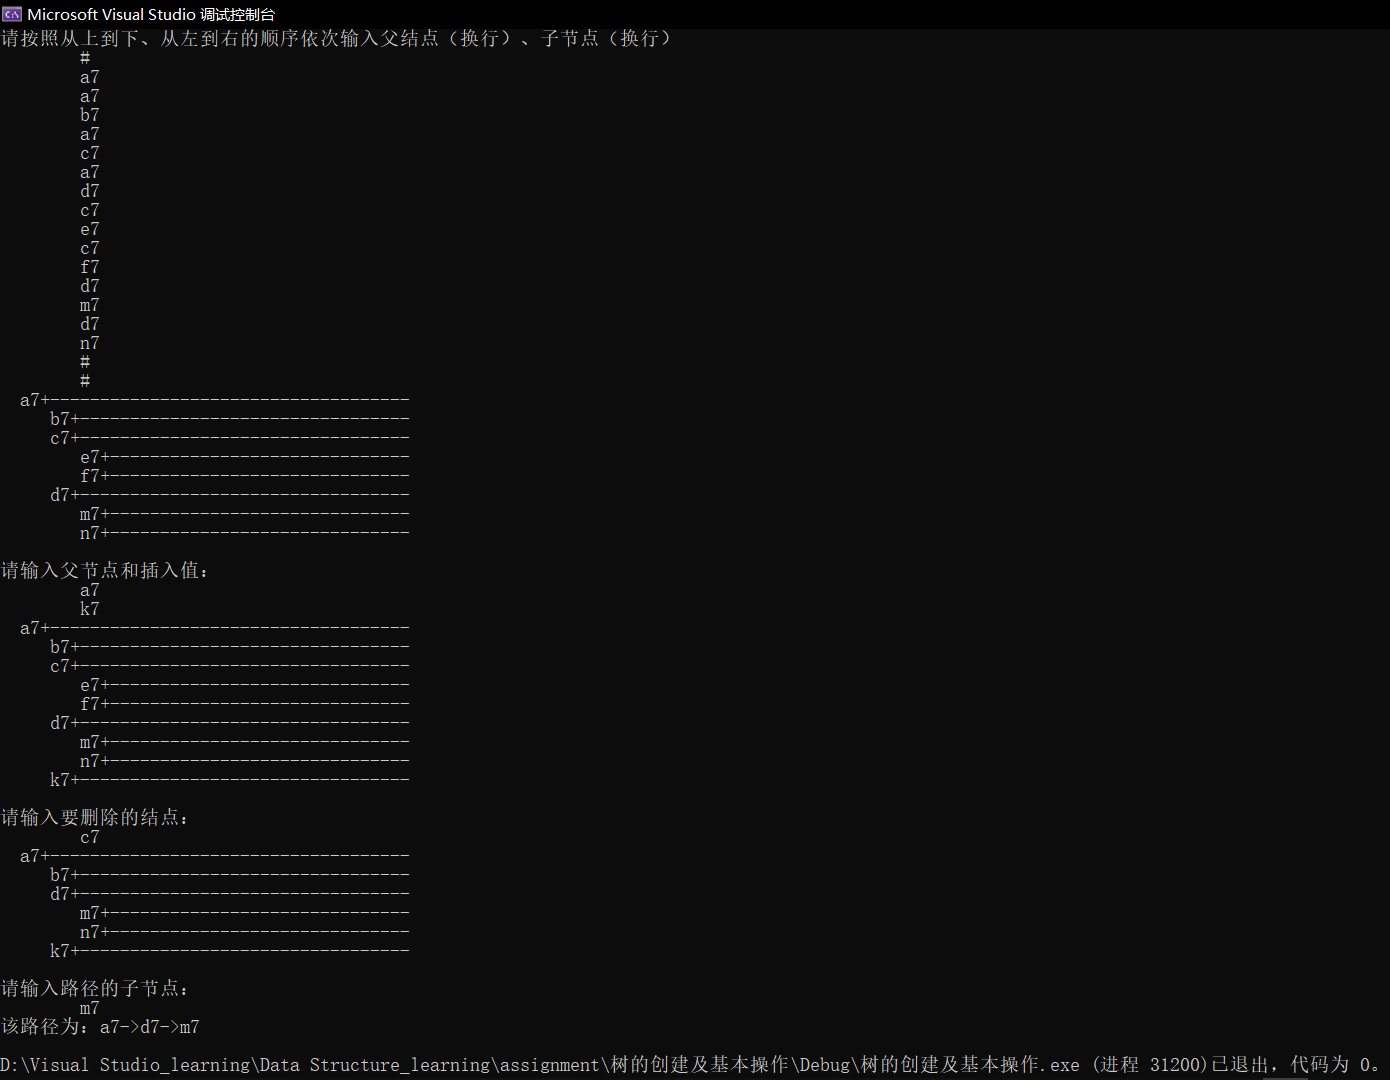 Microsoft Visual Studio 调试控制台
请按照从上到下、从左到右的顺序依次输入父结点（换行）、子节点（换行）
#
a7
a7
b7
a7
c7
a7
d7
c7
e7
c7
f7
d7
m7
d7
n7
#
#
a7+------------------------------------
b7+---------------------------------
c7+---------------------------------
e7+------------------------------
f7+------------------------------
d7+---------------------------------
m7+------------------------------
n7+------------------------------
请输入父节点和插入值：
a7
k7
a7+------------------------------------
b7+---------------------------------
c7+---------------------------------
e7+------------------------------
f7+------------------------------
d7+---------------------------------
m7+------------------------------
n7+------------------------------
k7+---------------------------------
请输入要删除的结点：
c7
a7+------------------------------------
b7+---------------------------------
d7+---------------------------------
m7+------------------------------
n7+------------------------------
k7+---------------------------------
请输入路径的子节点：
m7
该路径为：a7->d7->m7
D:\Visual Studio_learning\Data Structure_learning\assignment\树的创建及基本操作\Debug\树的创建及基本操作.exe (进程 31200)已退出，代码为 0。